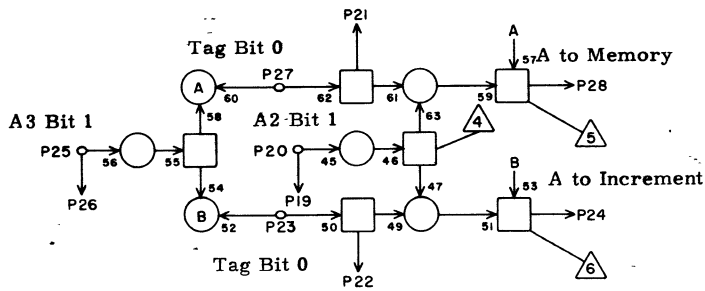 P21
Tag Bit 0
A
57 A to Memory
A
P27
60
62
61
59
P28
58
63
A3 Bit 1
A2 Bit 1
4
5
P25
56
55
P20
45
46
B
A to Increment
54
47
53
P26
P19
B
52
P23
50
49
51
P24
Tag Bit 0
P22
6